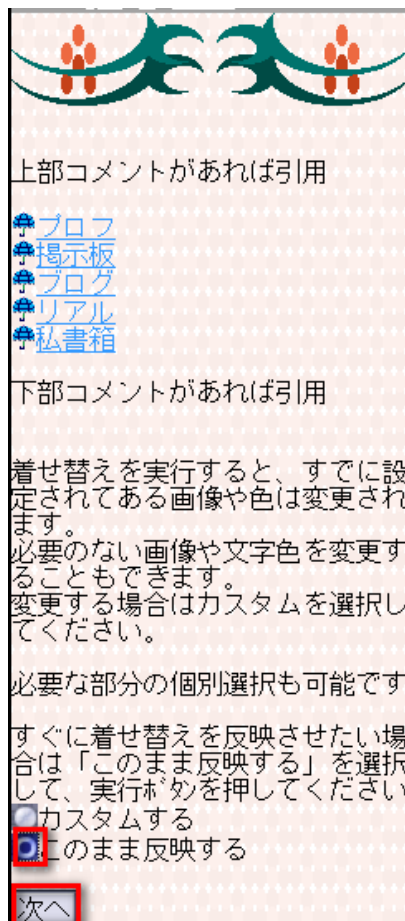 上部コメントがあれば引用
プロフ
掲示板
ブログ
リアル
私書箱
下部コメントがあれば引用
着せ替えを実行すると、すでに設
定されてある画像や色は変更され
ます。
必要のない画像や文字色を変更す
ることもできます。
変更する場合はカスタムを選択し
てください。
必要な部分の個別選択も可能です
すぐに着せ替えを反映させたい場
合は「このまま反映する」を選択
して、実行ﾎﾞﾀﾝを押してください
カスタムする
このまま反映する
次へ